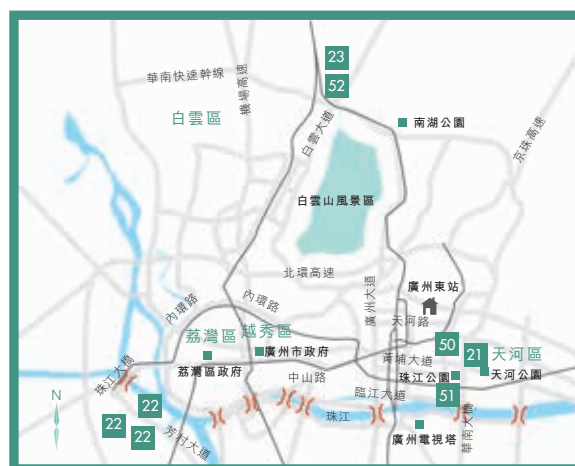 23
52
華南快速幹線
機場高速
白雲區
白雲大道
南湖公園
京珠高速
白雲山風景區
北環高速
廣州大道
廣州東站
內環路
內環路
天河路
荔灣區
越秀區
50
21
天河區
黃埔大道
廣州市政府
荔灣區政府
珠江大橋
中山路
珠江公園
天河公園
臨江大道
51
N
22
22
22
芳村大道
珠江
華南大橋
廣州電視塔